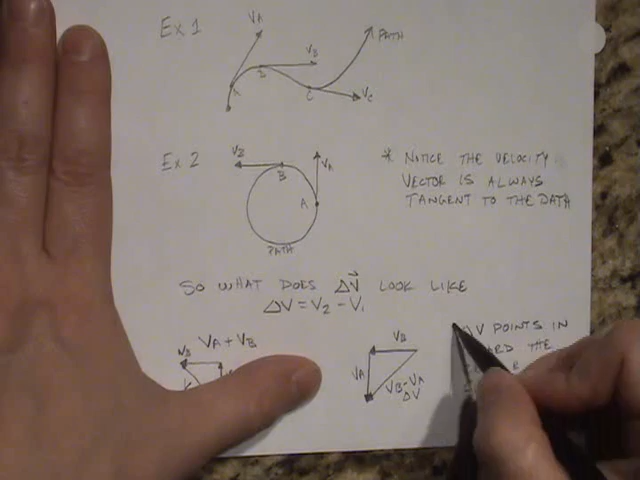 Ex 1
VA
VB
PATH
A
B
C
VC
Ex 2
VB
B
VA
A
PATH
* NOTICE THE VELOCITY
VECTOR IS ALWAYS
TANGENT TO THE PATH
SO WHAT DOES ΔV⃗ LOOK LIKE
ΔV = V2 - V1
VA + VB
VB
VB
VA
VB - VA
ΔV
ΔV POINTS IN
THE